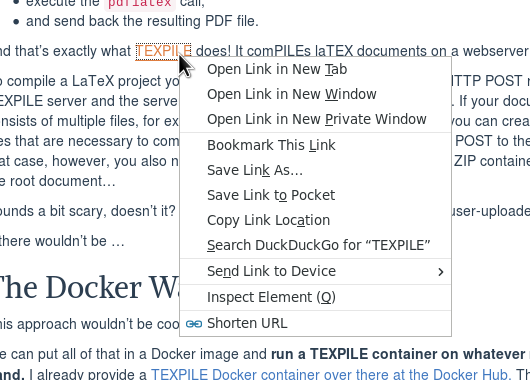 • execute the pdflatex call,
• and send back the resulting PDF file.
nd that's exactly what TEXPILE does! It comPILEs laTEX documents on a webserver
o compile a LaTeX project yo HTTP POST r
EXPILE server and the serve . If your docu
nsists of multiple files, for ex you can crea
es that are necessary to com POST to the
at case, however, you also n ZIP containe
e root document...
ounds a bit scary, doesn't it? user-uploade
there wouldn't be ...
The Docker Wa
his approach wouldn't be coo
e can put all of that in a Docker image and run a TEXPILE container on whatever
and. I already provide a TEXPILE Docker container over there at the Docker Hub. Th
Open Link in New Tab
Open Link in New Window
Open Link in New Private Window
Bookmark This Link
Save Link As...
Save Link to Pocket
Copy Link Location
Search DuckDuckGo for “TEXPILE”
Send Link to Device
Inspect Element (Q)
Shorten URL